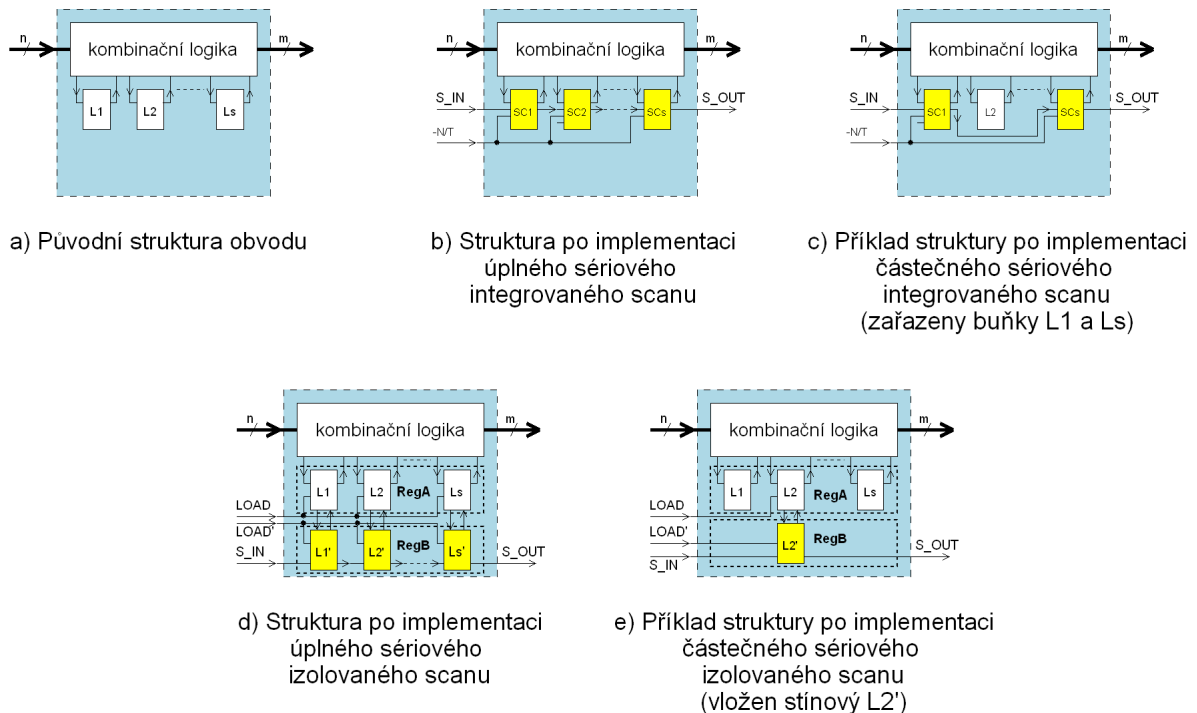 n
kombinační logika
m
L1
L2
Ls
a) Původní struktura obvodu
n
kombinační logika
m
S_IN
SC1
SC2
SCs
S_OUT
-N/T
b) Struktura po implementaci
úplného sériového
integrovaného scanu
n
kombinační logika
m
S_IN
SC1
L2
SCs
S_OUT
-N/T
c) Příklad struktury po implementaci
částečného sériového
integrovaného scanu
(zařazeny buňky L1 a Ls)
n
kombinační logika
m
L1
L2
RegA
Ls
LOAD
LOAD'
S_IN
L1'
L2'
RegB
Ls'
S_OUT
d) Struktura po implementaci
úplného sériového
izolovaného scanu
n
kombinační logika
m
L1
L2
RegA
Ls
LOAD
LOAD'
S_IN
L2'
RegB
S_OUT
e) Příklad struktury po implementaci
částečného sériového
izolovaného scanu
(vložen stínový L2')